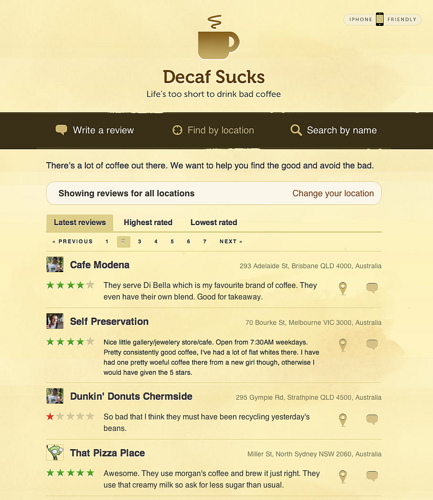 IPHONE FRIENDLY
Decaf Sucks
Life's too short to drink bad coffee
Write a review
Find by location
Search by name
There's a lot of coffee out there. We want to help you find the good and avoid the bad.
Showing reviews for all locations
Change your location
Latest reviews
Highest rated
Lowest rated
« PREVIOUS 1 2 3 4 5 6 7 NEXT »
Cafe Modena
293 Adelaide St, Brisbane QLD 4000, Australia
They serve Di Bella which is my favourite brand of coffee. They
even have their own blend. Good for takeaway.
Self Preservation
70 Bourke St, Melbourne VIC 3000, Australia
Nice little gallery/jewelery store/cafe. Open from 7:30AM weekdays.
Pretty consistently good coffee, I've had a lot of flat whites there. I have
had one pretty woeful coffee there from a new girl though, otherwise I
would have given the 5 stars.
Dunkin' Donuts Chermside
295 Gympie Rd, Strathpine QLD 4500, Australia
So bad that I think they must have been recycling yesterday's
beans.
That Pizza Place
Miller St, North Sydney NSW 2060, Australia
Awesome. They use morgan's coffee and brew it just right. They
use that creamy milk so ask for less sugar than usual.